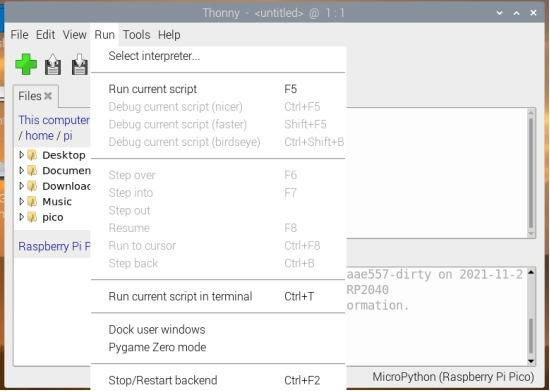 Thonny - <untitled> @ 1:1
File Edit View Run Tools Help
Select interpreter...
Run current script F5
Debug current script (nicer) Ctrl+F5
Debug current script (faster) Shift+F5
Debug current script (birdseye) Ctrl+Shift+B
Step over F6
Step into F7
Step out
Resume F8
Run to cursor Ctrl+F8
Step back Ctrl+B
Run current script in terminal Ctrl+T
Dock user windows
Pygame Zero mode
Stop/Restart backend Ctrl+F2
Files
This computer
/ home / pi
Desktop
Documen
Downloac
Music
pico
Raspberry Pi P
aae557-dirty on 2021-11-2
RP2040
ormation.
MicroPython (Raspberry Pi Pico)